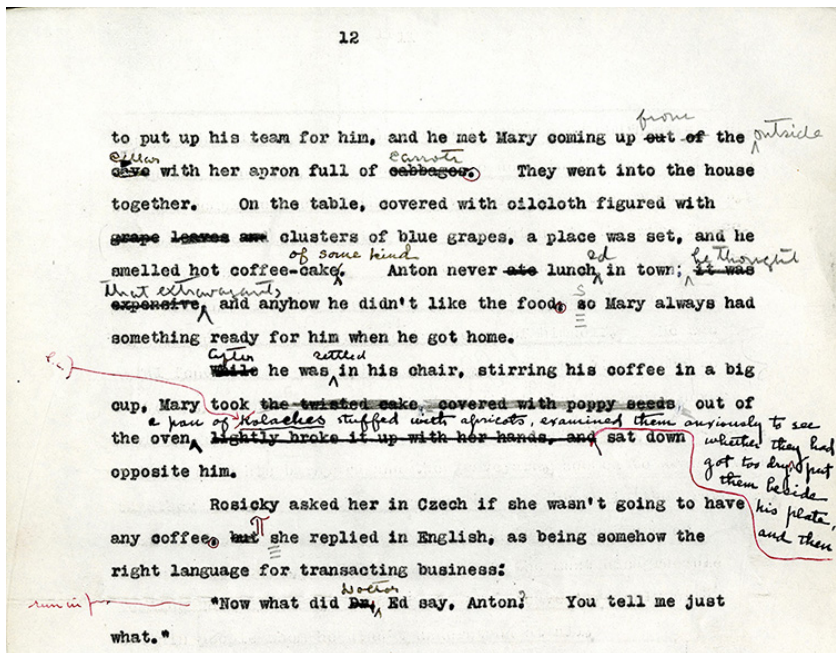 12
from
to put up his team for him, and he met Mary coming up out of the outside
cellar carrots
cave with her apron full of cabbages. They went into the house
together. On the table, covered with oilcloth figured with
grape leaves and clusters of blue grapes, a place was set, and he
of some kind
smelled hot coffee-cake. Anton never ate lunched in town; it was he thought
that extravagant,
expensive, and anyhow he didn't like the food. so Mary always had
S
something ready for him when he got home.
After settled
While he was in his chair, stirring his coffee in a big
cup, Mary took the twisted cake, covered with poppy seeds out of
a pan of Kolaches stuffed with apricots, examined them anxiously to see
the oven, lightly broke it up with her hands, and sat down
whether they had
got too dry, put
opposite him.
them beside
his plate,
and then
Rosicky asked her in Czech if she wasn't going to have
any coffee. but she replied in English, as being somehow the
right language for transacting business:
Doctor
run in
"Now what did Dr. Ed say, Anton? You tell me just
what."